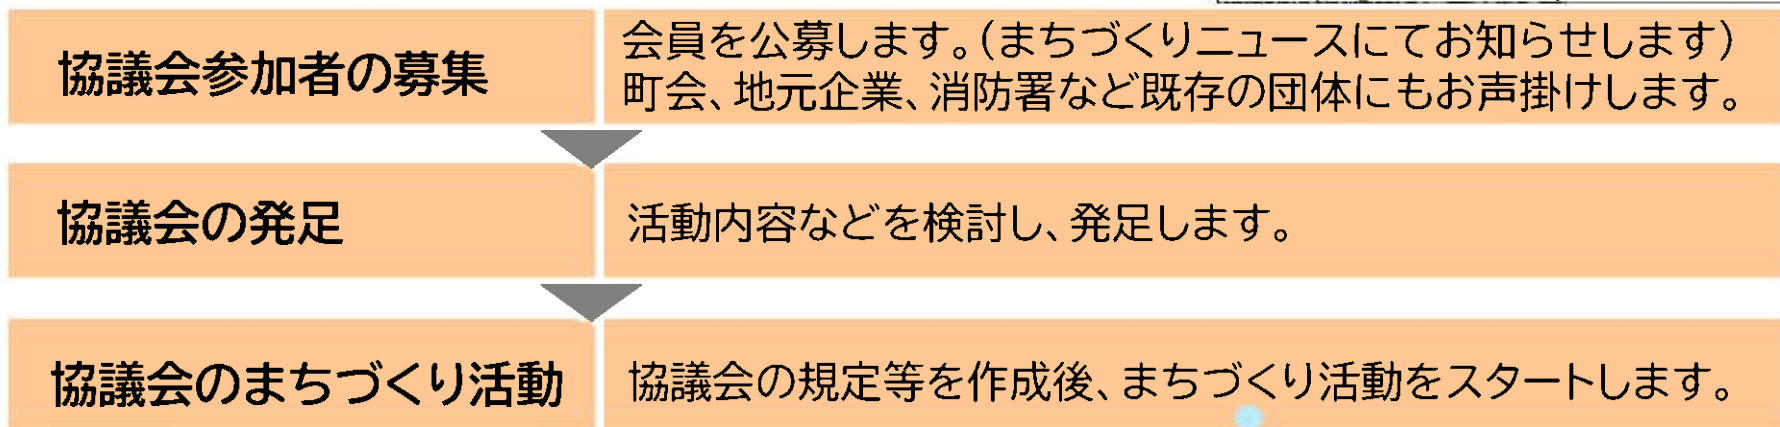 協議会参加者の募集
会員を公募します。(まちづくりニュースにてお知らせします)
町会、地元企業、消防署など既存の団体にもお声掛けします。
協議会の発足
活動内容などを検討し、発足します。
協議会のまちづくり活動
協議会の規定等を作成後、まちづくり活動をスタートします。